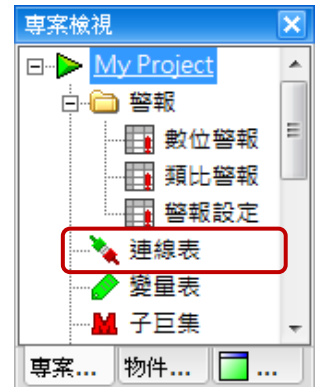 專案檢視
My Project
警報
數位警報
類比警報
警報設定
連線表
變量表
子巨集
專案... 物件... ...